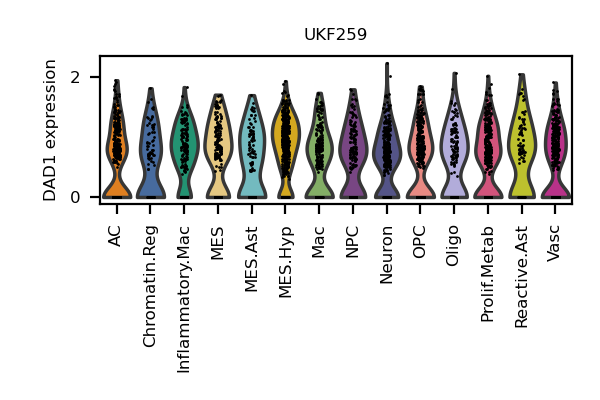 UKF259
DAD1 expression
2
0
AC
Chromatin.Reg
Inflammatory.Mac
MES
MES.Ast
MES.Hyp
Mac
NPC
Neuron
OPC
Oligo
Prolif.Metab
Reactive.Ast
Vasc